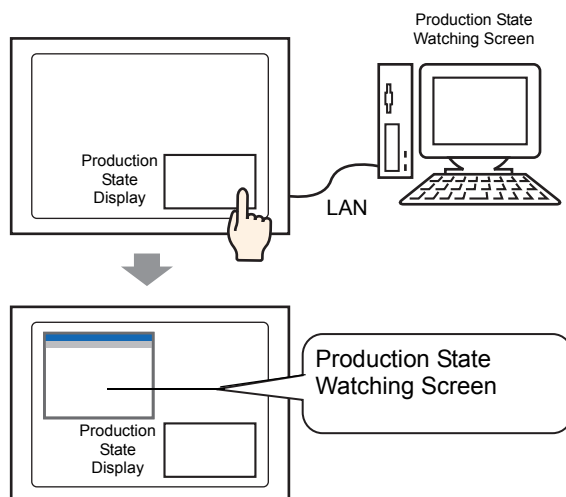 Production State
Watching Screen
Production
State
Display
LAN
Production State
Watching Screen
Production
State
Display